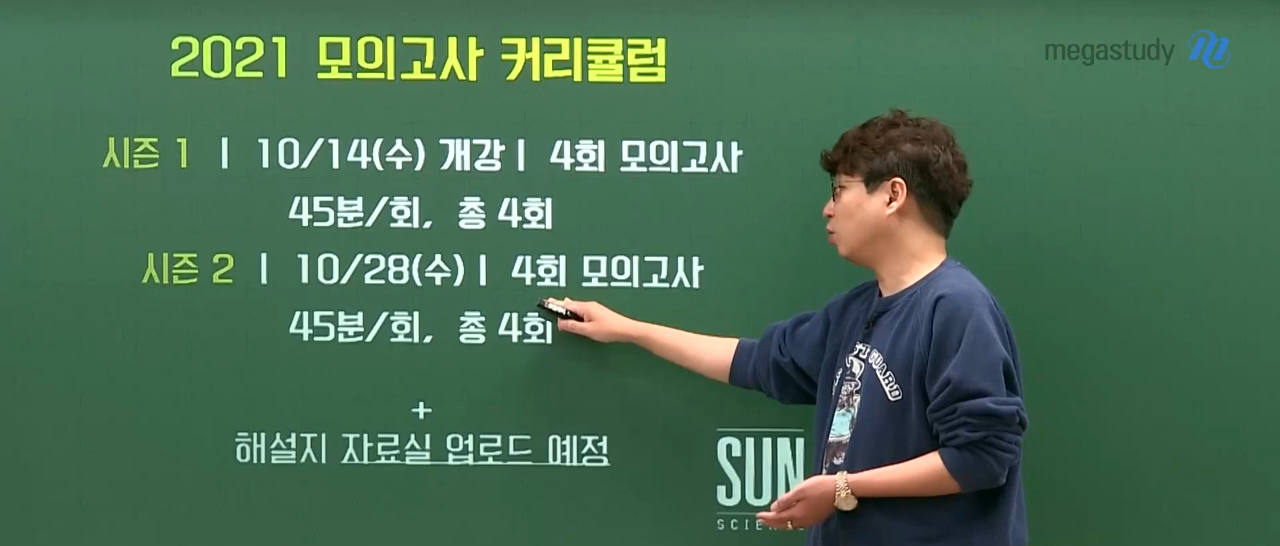 2021 모의고사 커리큘럼
megastudy
시즌 1 | 10/14(수) 개강 | 4회 모의고사
45분/회, 총 4회
시즌 2 | 10/28(수) | 4회 모의고사
45분/회, 총 4회
+
해설지 자료실 업로드 예정
GUARD
SUN